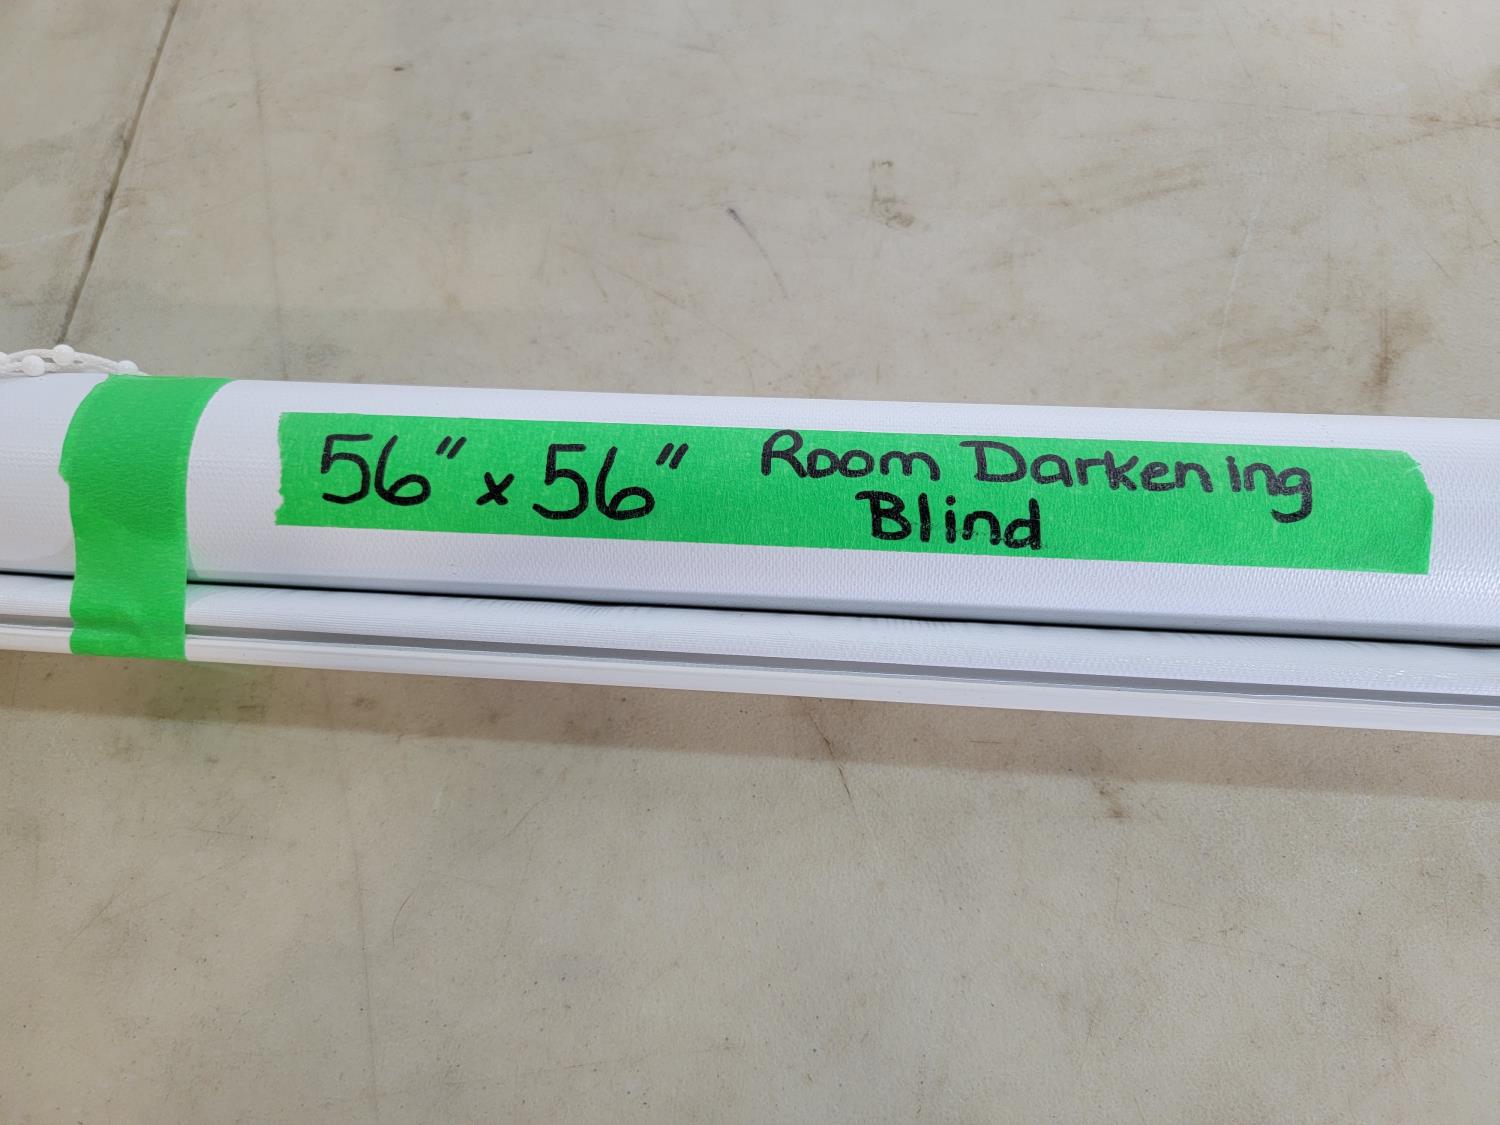 56" x 56" Room Darkening
Blind